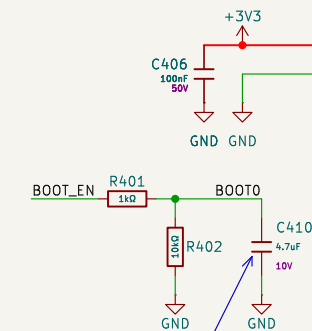 +3V3
C406
100nF
50V
GND GND
BOOT_EN
R401
1kΩ
BOOT0
10kΩ
R402
C410
4.7uF
10V
GND
GND